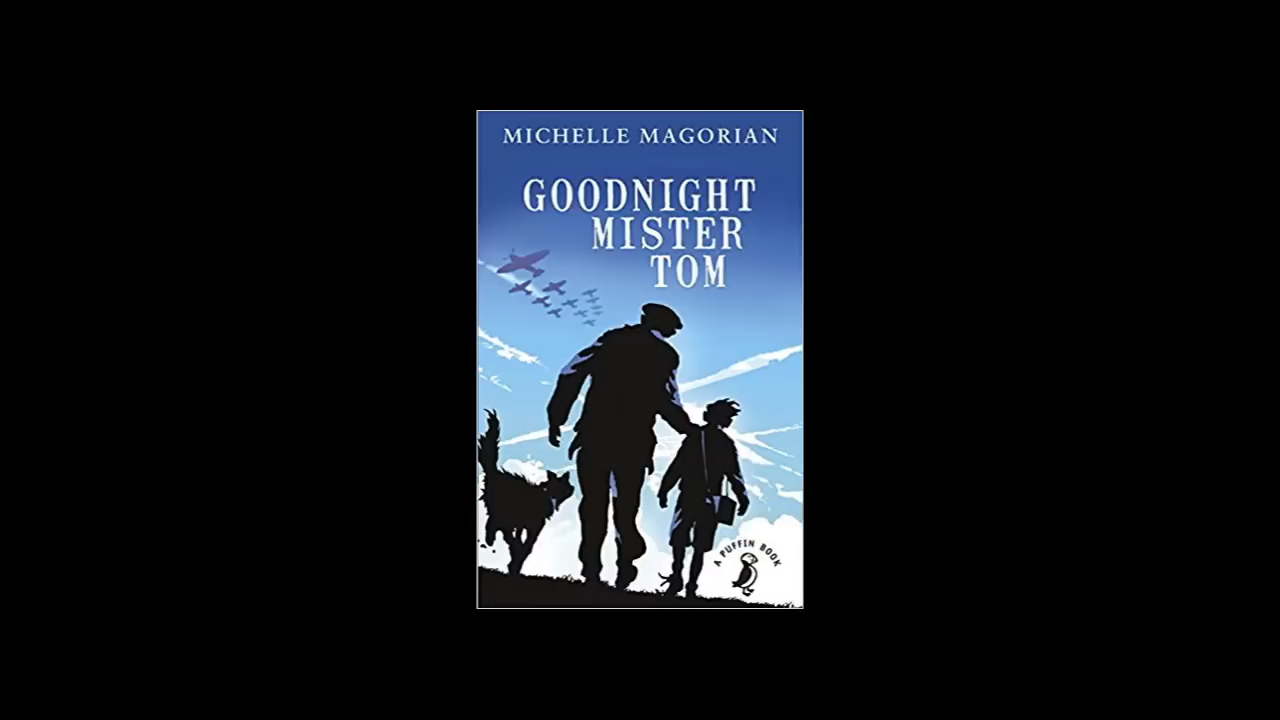 MICHELLE MAGORIAN
GOODNIGHT
MISTER
TOM
A PUFFIN BOOK